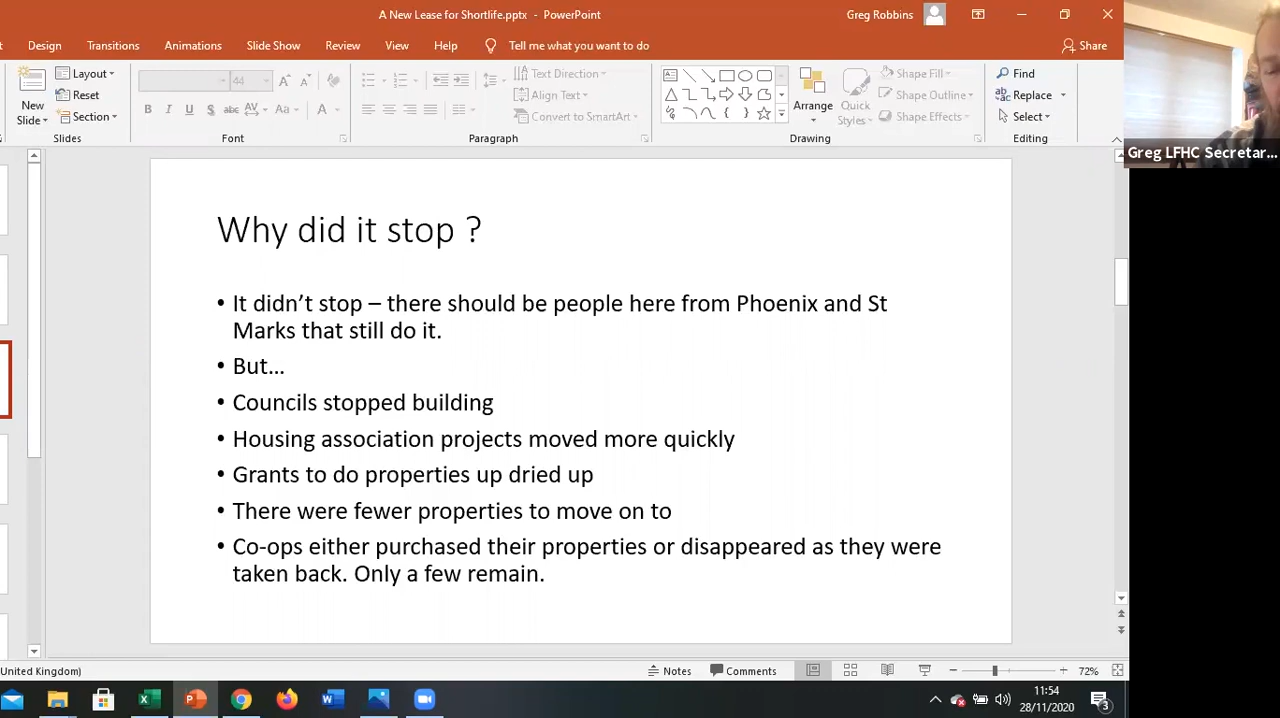 A New Lease for Shortlife.pptx - PowerPoint
Greg Robbins
Design Transitions Animations Slide Show Review View Help Tell me what you want to do Share
New Slide
Layout
Reset
Section
Slides
44
B I U S abc AV Aa A
Font
Text Direction
Align Text
Convert to SmartArt
Paragraph
Arrange
Quick Styles
Shape Fill
Shape Outline
Shape Effects
Drawing
Find
Replace
Select
Editing
Greg LFHC Secretar...
Why did it stop ?
• It didn't stop – there should be people here from Phoenix and St
Marks that still do it.
• But...
• Councils stopped building
• Housing association projects moved more quickly
• Grants to do properties up dried up
• There were fewer properties to move on to
• Co-ops either purchased their properties or disappeared as they were
taken back. Only a few remain.
United Kingdom)
Notes Comments 72%
11:54
28/11/2020
3